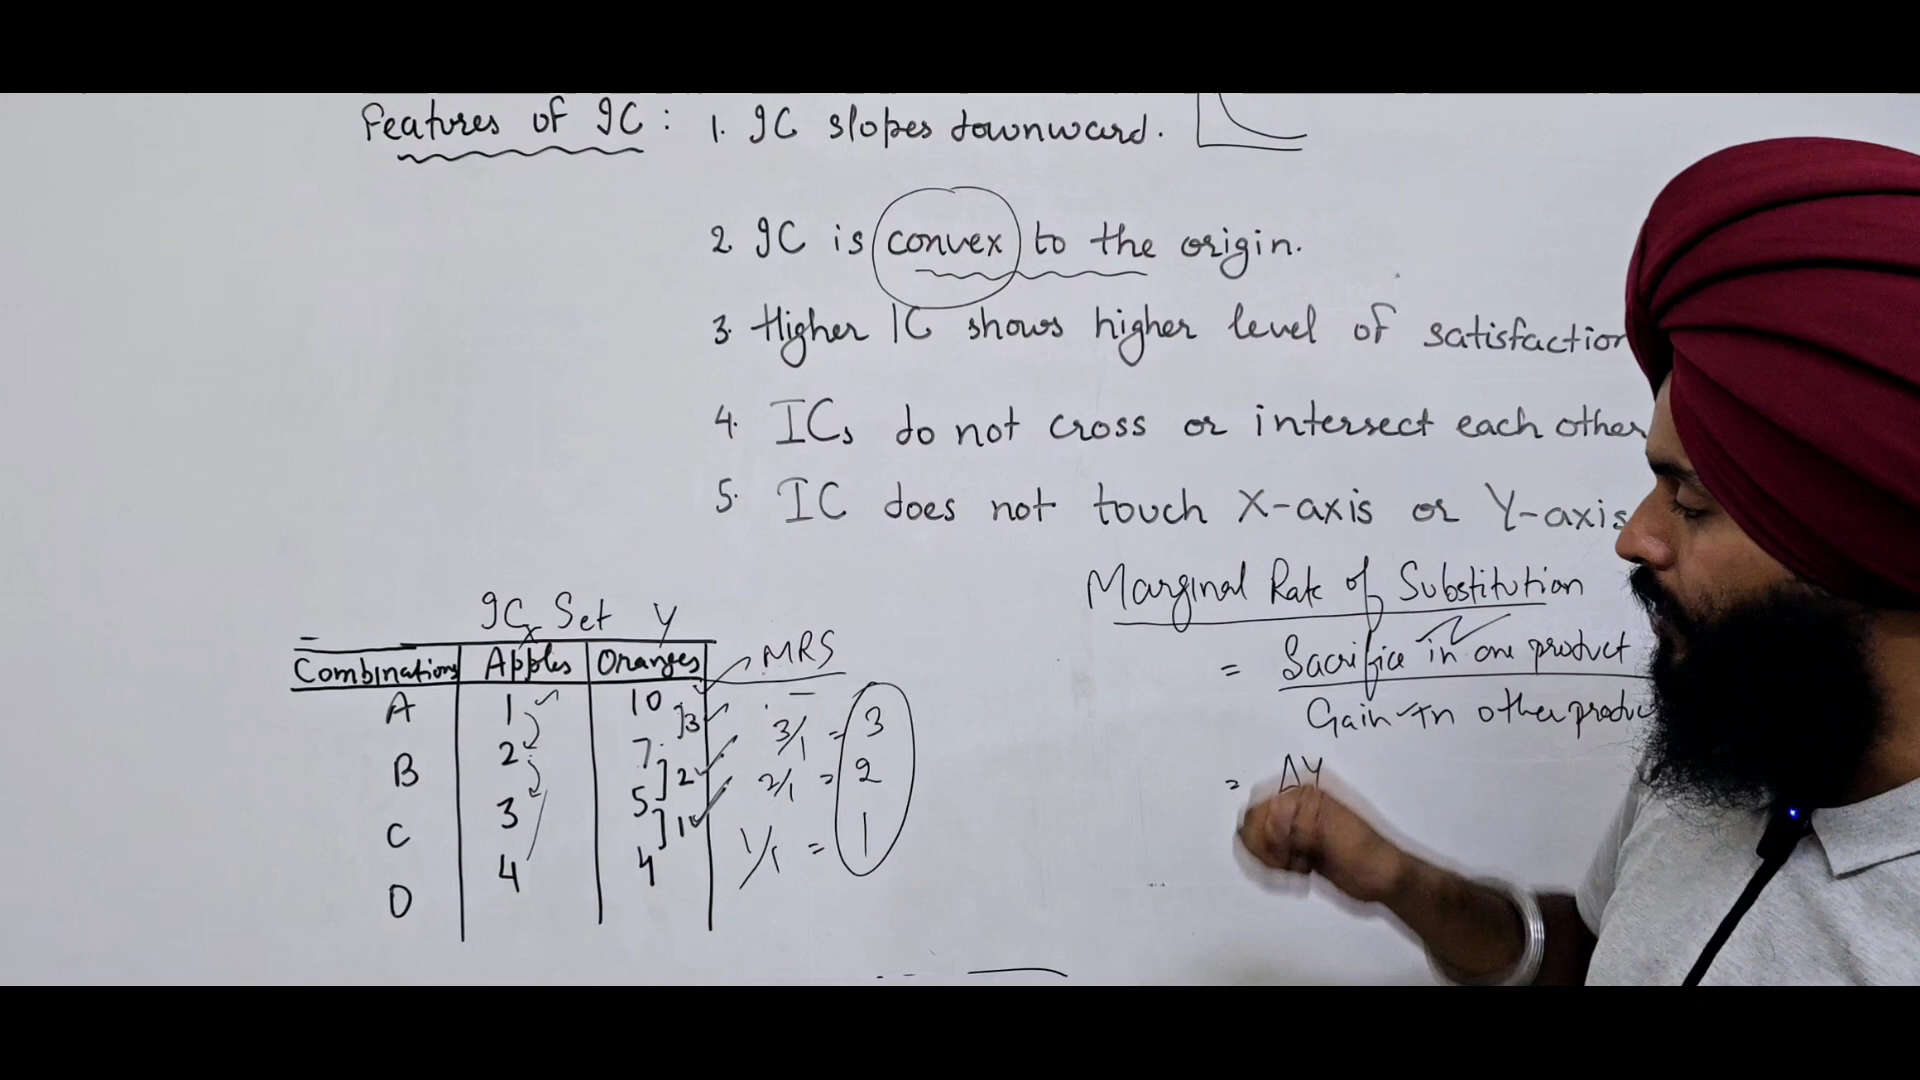 Features of IC : 1. IC slopes downward.
2 IC is convex to the origin.
3. Higher IC shows higher level of satisfaction
4. ICs do not cross or intersect each other
5. IC does not touch X-axis or Y-axis
Marginal Rate of Substitution
= Sacrifice in one product
Gain in other produc
= ΔY
IC Set
X Y
Combinations Apples Oranges MRS
A 1 10 –
]3 3/1 = 3
B 2 7
]2 2/1 = 2
C 3 5
]1 1/1 = 1
D 4 4